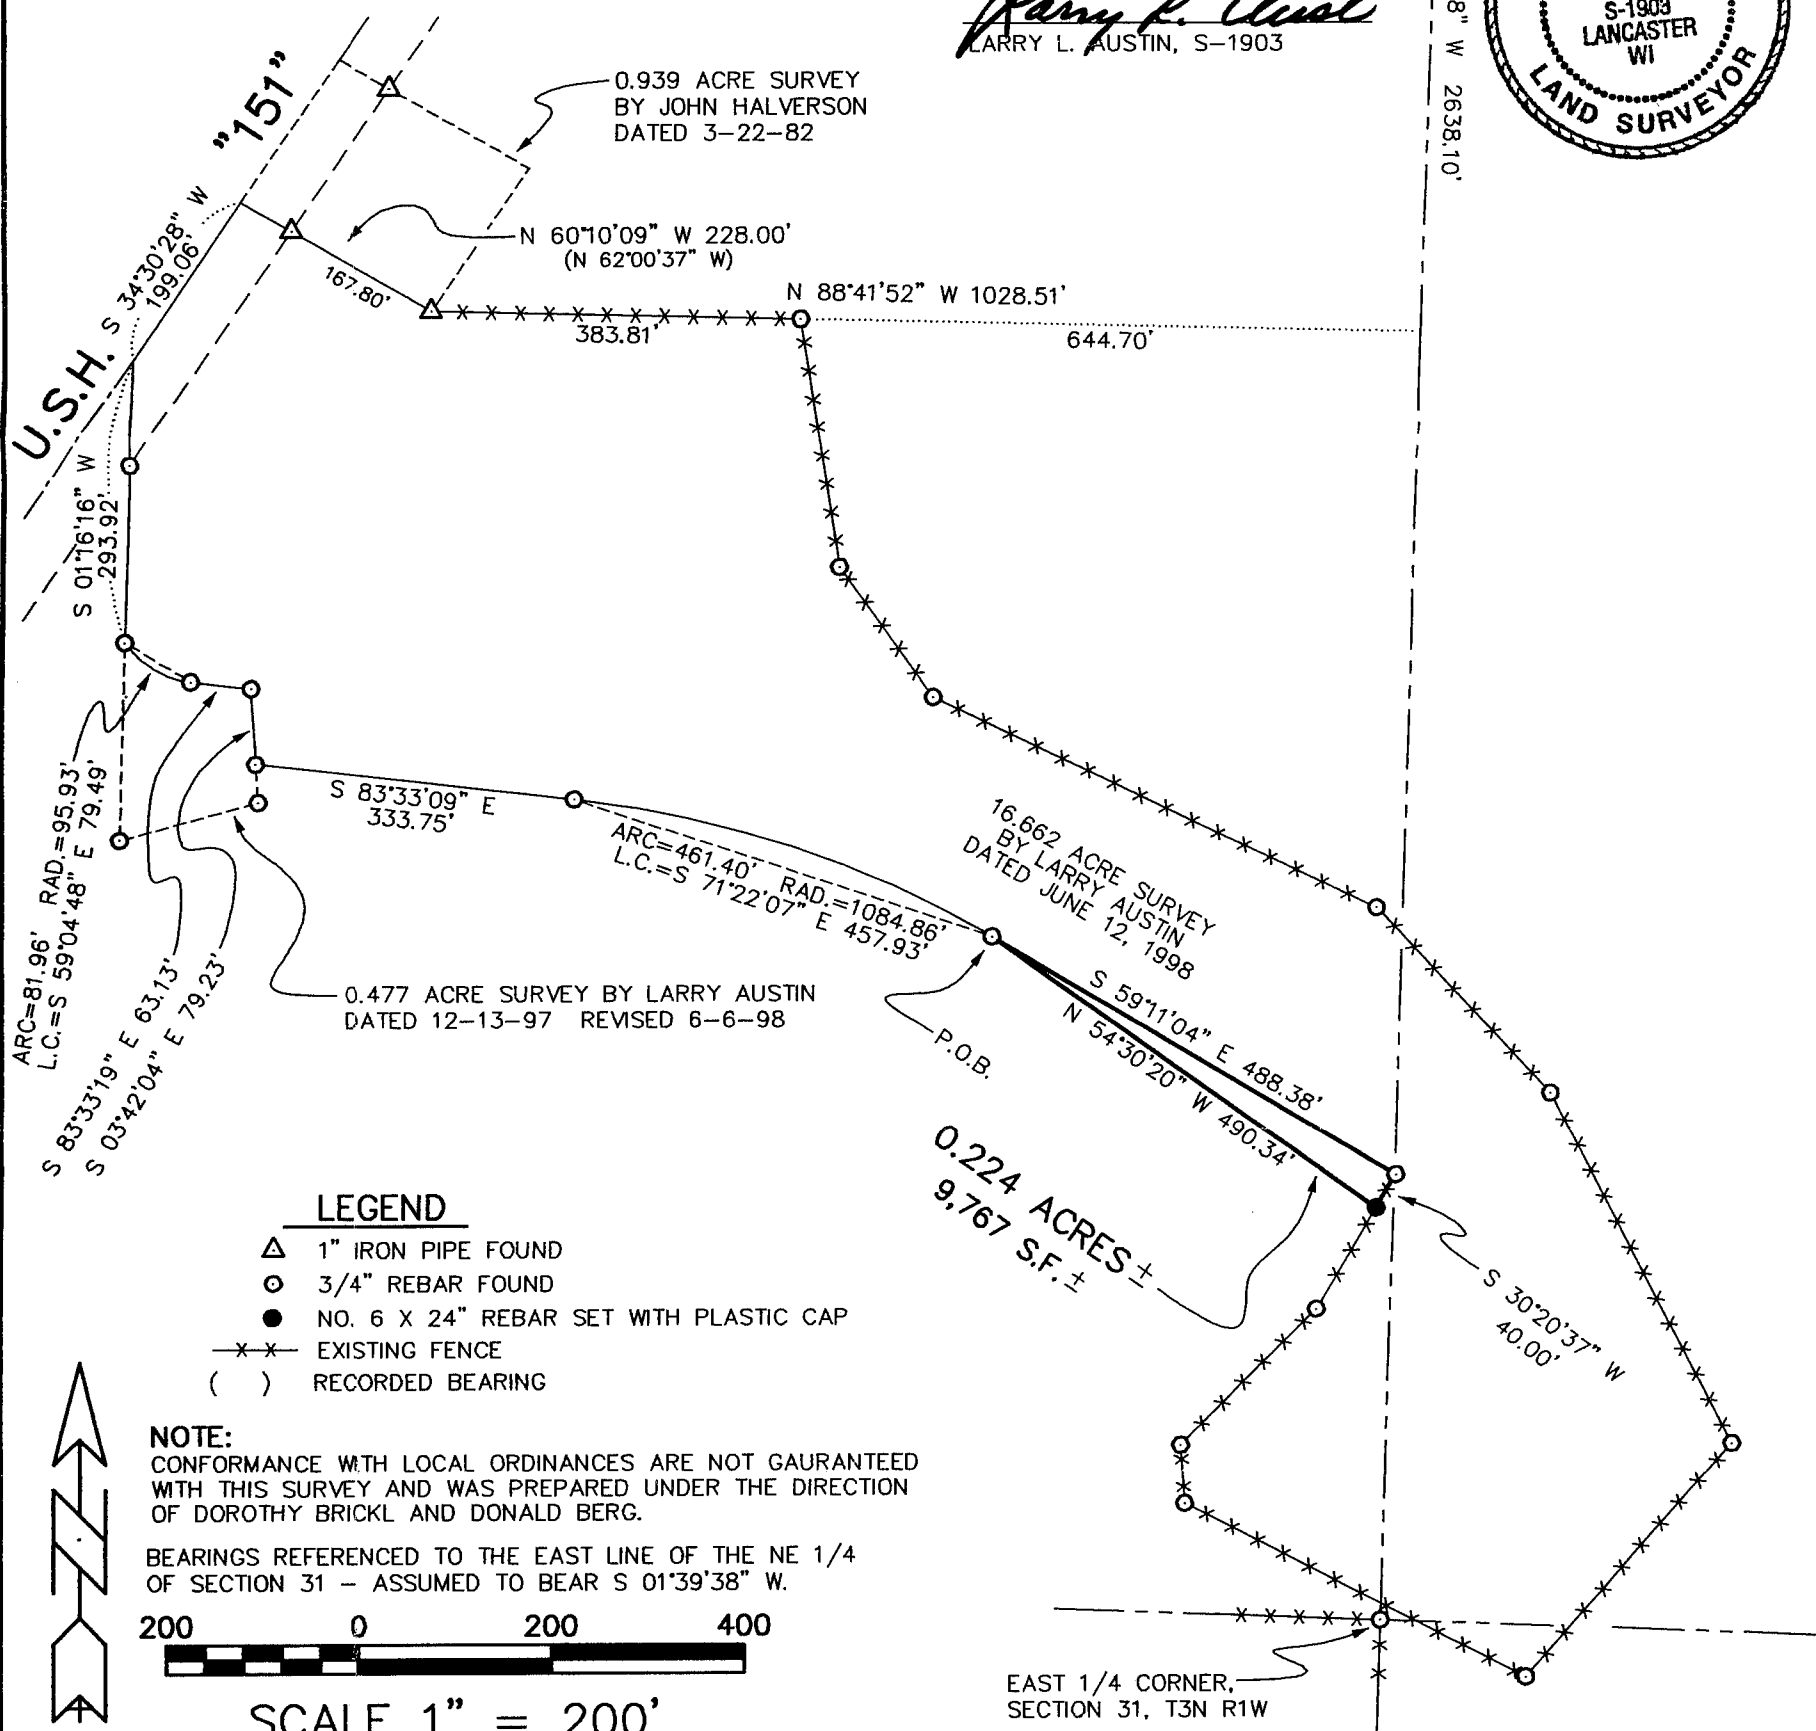 Larry L. Austin
LARRY L. AUSTIN, S-1903
S-1903
LANCASTER
WI
LAND SURVEYOR
8" W 2638.10'
"151"
U.S.H.
0.939 ACRE SURVEY
BY JOHN HALVERSON
DATED 3-22-82
S 34°30'28" W
199.06'
N 60°10'09" W 228.00'
(N 62°00'37" W)
167.80'
N 88°41'52" W 1028.51'
383.81'
644.70'
S 01°16'16" W
293.92'
S 83°33'09" E
333.75'
ARC=461.40' RAD.=1084.86'
L.C.=S 71°22'07" E 457.93'
16.662 ACRE SURVEY
BY LARRY AUSTIN
DATED JUNE 12, 1998
ARC=81.96' RAD.=95.93'
L.C.=S 59°04'48" E 79.49'
S 83°33'19" E 63.13'
S 03°42'04" E 79.23'
0.477 ACRE SURVEY BY LARRY AUSTIN
DATED 12-13-97 REVISED 6-6-98
P.O.B.
S 59°11'04" E 488.38'
N 54°30'20" W 490.34'
0.224 ACRES±
9,767 S.F.±
S 30°20'37" W
40.00'
LEGEND
1" IRON PIPE FOUND
3/4" REBAR FOUND
NO. 6 X 24" REBAR SET WITH PLASTIC CAP
EXISTING FENCE
( ) RECORDED BEARING
NOTE:
CONFORMANCE WITH LOCAL ORDINANCES ARE NOT GAURANTEED
WITH THIS SURVEY AND WAS PREPARED UNDER THE DIRECTION
OF DOROTHY BRICKL AND DONALD BERG.
BEARINGS REFERENCED TO THE EAST LINE OF THE NE 1/4
OF SECTION 31 - ASSUMED TO BEAR S 01°39'38" W.
N
200 0 200 400
SCALE 1" = 200'
EAST 1/4 CORNER,
SECTION 31, T3N R1W